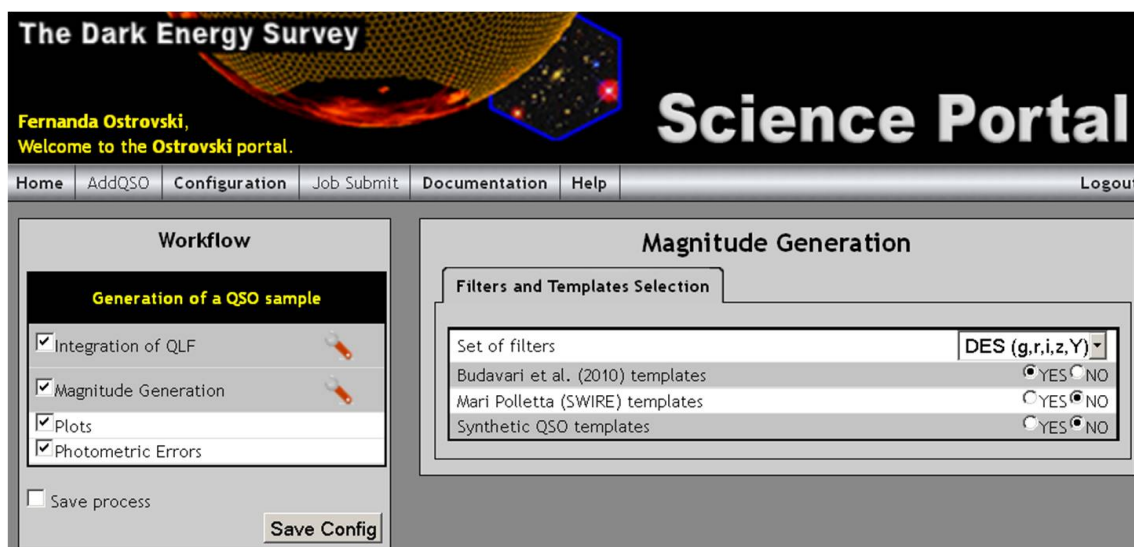 The Dark Energy Survey
Fernanda Ostrovski,
Welcome to the Ostrovski portal.
Science Portal
Home AddQSO Configuration Job Submit Documentation Help Logout
Workflow
Generation of a QSO sample
Integration of QLF
Magnitude Generation
Plots
Photometric Errors
Save process
Save Config
Magnitude Generation
Filters and Templates Selection
Set of filters DES (g,r,i,z,Y)
Budavari et al. (2010) templates YES NO
Mari Polletta (SWIRE) templates YES NO
Synthetic QSO templates YES NO